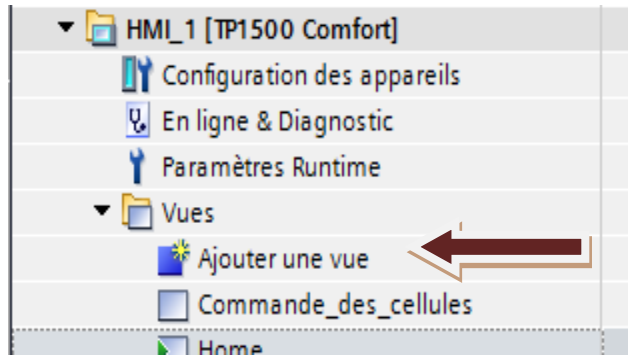 HMI_1 [TP1500 Comfort]
Configuration des appareils
En ligne & Diagnostic
Paramètres Runtime
Vues
Ajouter une vue
Commande_des_cellules
Home